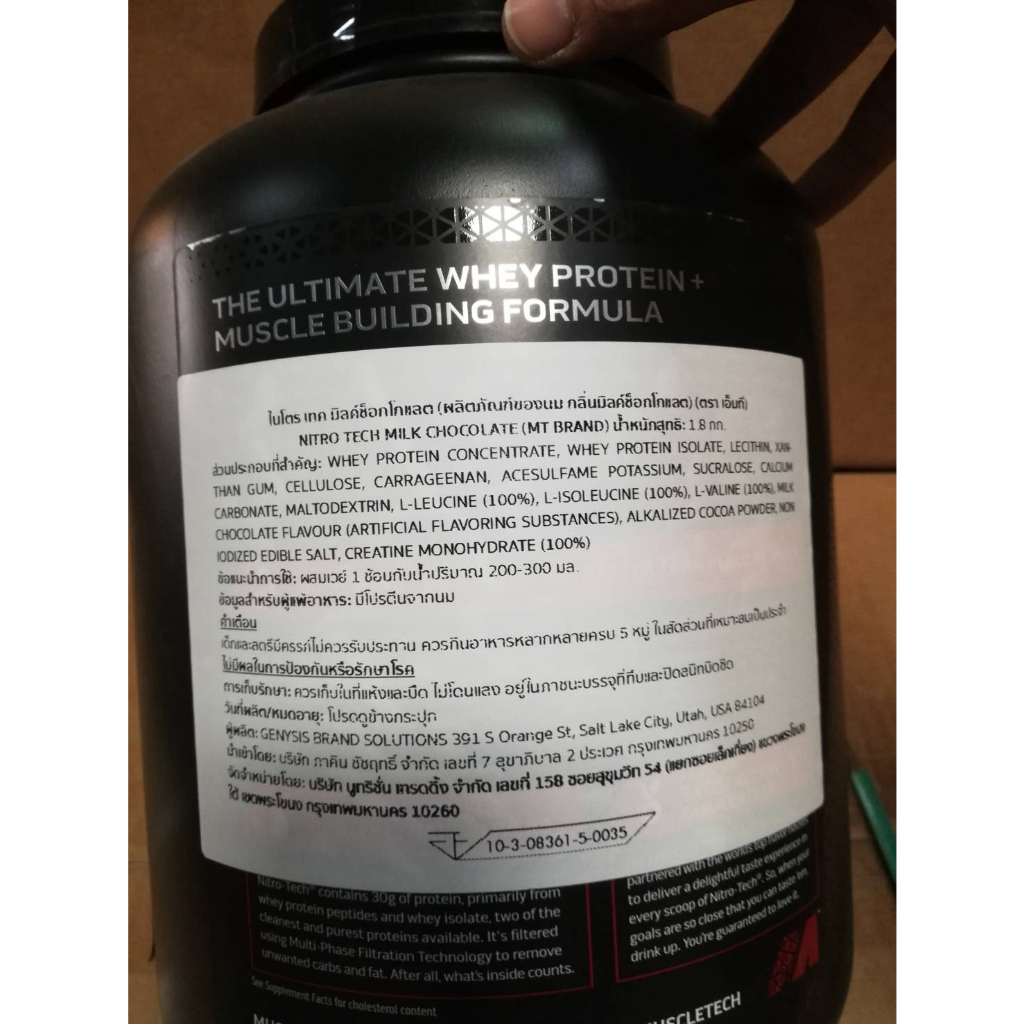 THE ULTIMATE WHEY PROTEIN +
MUSCLE BUILDING FORMULA
ไนโตร เทค มิลค์ช็อกโกแลต (ผลิตภัณฑ์ของนม กลิ่นมิลค์ช็อกโกแลต) (ตรา เอ็มที)
NITRO TECH MILK CHOCOLATE (MT BRAND) น้ำหนักสุทธิ: 1.8 กก.
ส่วนประกอบที่สำคัญ: WHEY PROTEIN CONCENTRATE, WHEY PROTEIN ISOLATE, LECITHIN, XAN-
THAN GUM, CELLULOSE, CARRAGEENAN, ACESULFAME POTASSIUM, SUCRALOSE, CALCIUM
CARBONATE, MALTODEXTRIN, L-LEUCINE (100%), L-ISOLEUCINE (100%), L-VALINE (100%), MILK
CHOCOLATE FLAVOUR (ARTIFICIAL FLAVORING SUBSTANCES), ALKALIZED COCOA POWDER, NON
IODIZED EDIBLE SALT, CREATINE MONOHYDRATE (100%)
ข้อแนะนำการใช้: ผสมเวย์ 1 ช้อนกับน้ำปริมาณ 200-300 มล.
ข้อมูลสำหรับผู้แพ้อาหาร: มีโปรตีนจากนม
คำเตือน
เด็กและสตรีมีครรภ์ไม่ควรรับประทาน ควรกินอาหารหลากหลายครบ 5 หมู่ ในสัดส่วนที่เหมาะสมเป็นประจำ
ไม่มีผลในการป้องกันหรือรักษาโรค
การเก็บรักษา: ควรเก็บในที่แห้งและมืด ไม่โดนแสง อยู่ในภาชนะบรรจุที่ทึบและปิดสนิทมิดชิด
วันที่ผลิต/หมดอายุ: โปรดดูข้างกระปุก
ผู้ผลิต: GENYSIS BRAND SOLUTIONS 391 S Orange St, Salt Lake City, Utah, USA 84104
นำเข้าโดย: บริษัท ภาคิน ชัชฤทธิ์ จำกัด เลขที่ 7 สุขาภิบาล 2 ประเวศ กรุงเทพมหานคร 10250
จัดจำหน่ายโดย: บริษัท นูทริชั่น เทรดดิ้ง จำกัด เลขที่ 158 ซอยสุขุมวิท 54 (แยกซอยเล็กเที่ยง) แขวงพระโขนง
ใต้ เขตพระโขนง กรุงเทพมหานคร 10260
10-3-08361-5-0035
Nitro-Tech® contains 30g of protein, primarily from
whey protein peptides and whey isolate, two of the
cleanest and purest proteins available. It's filtered
using Multi-Phase Filtration Technology to remove
unwanted carbs and fat. After all, what's inside counts.
See Supplement Facts for cholesterol content
partnered with the world's top flavor houses
to deliver a delightful taste experience in
every scoop of Nitro-Tech®. So, when your
goals are so close that you can taste 'em,
drink up. You're guaranteed to love it.
MUSCLETECH